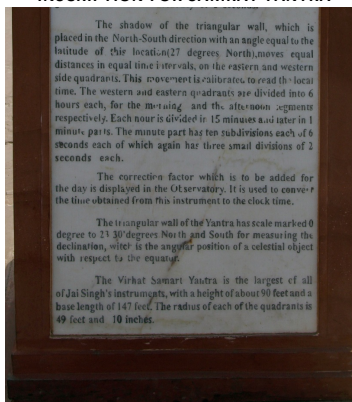 The shadow of the triangular wall, which is
placed in the North-South direction with an angle equal to the
latitude of this location(27 degrees North),moves equal
distances in equal time intervals, on the eastern and western
side quadrants. This movement is calibrated to read the local
time. The western and eastern quadrants are divided into 6
hours each, for the morning and the afternoon segments
respectively. Each hour is divided in 15 minutes and later in 1
minute parts. The minute part has ten subdivisions each of 6
seconds each of which again has three small divisions of 2
seconds each.
The correction factor which is to be added for
the day is displayed in the Observatory. It is used to convert
the time obtained from this instrument to the clock time.
The triangular wall of the Yantra has scale marked 0
degree to 23 30'degrees North and South for measuring the
declination, which is the angular position of a celestial object
with respect to the equator.
The Virhat Samart Yantra is the largest of all
of Jai Singh's instruments, with a height of about 90 feet and a
base length of 147 feet. The radius of each of the quadrants is
49 feet and 10 inches.